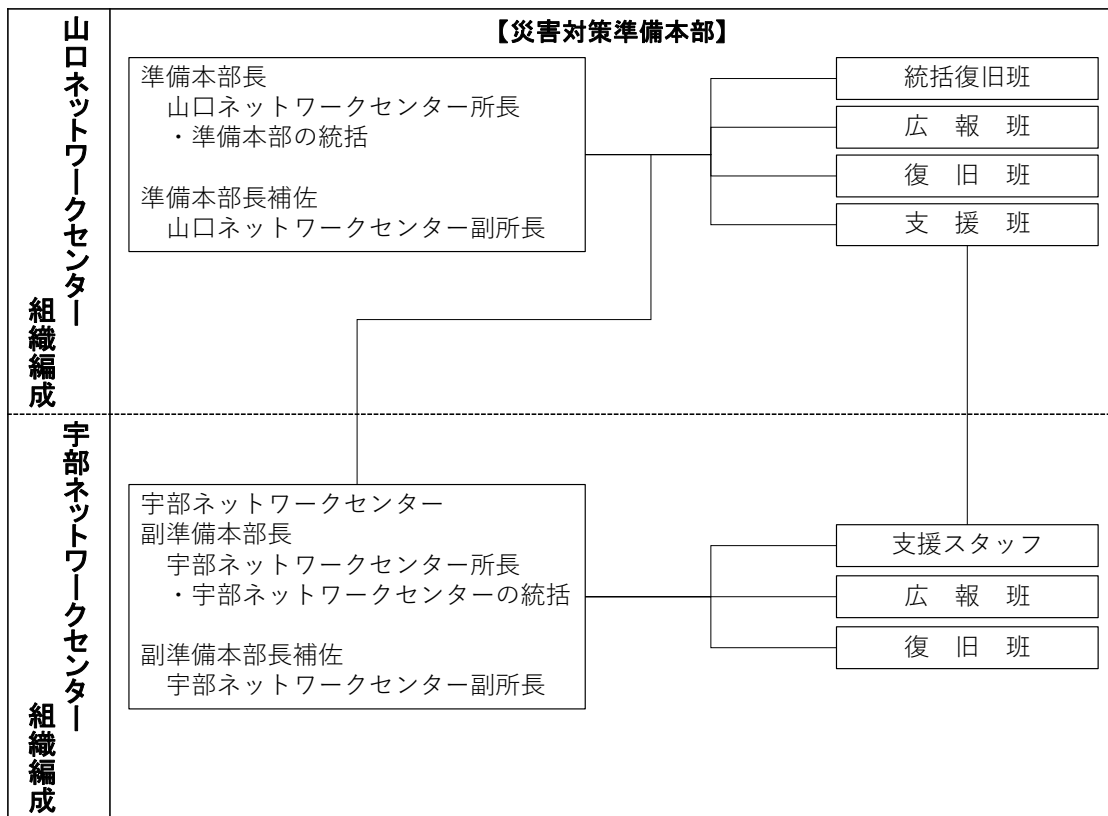 山口ネットワークセンター
組織編成
【災害対策準備本部】
準備本部長
山口ネットワークセンター所長
・準備本部の統括
準備本部長補佐
山口ネットワークセンター副所長
統括復旧班
広　報　班
復　旧　班
支　援　班
宇部ネットワークセンター
組織編成
宇部ネットワークセンター
副準備本部長
宇部ネットワークセンター所長
・宇部ネットワークセンターの統括
副準備本部長補佐
宇部ネットワークセンター副所長
支援スタッフ
広　報　班
復　旧　班